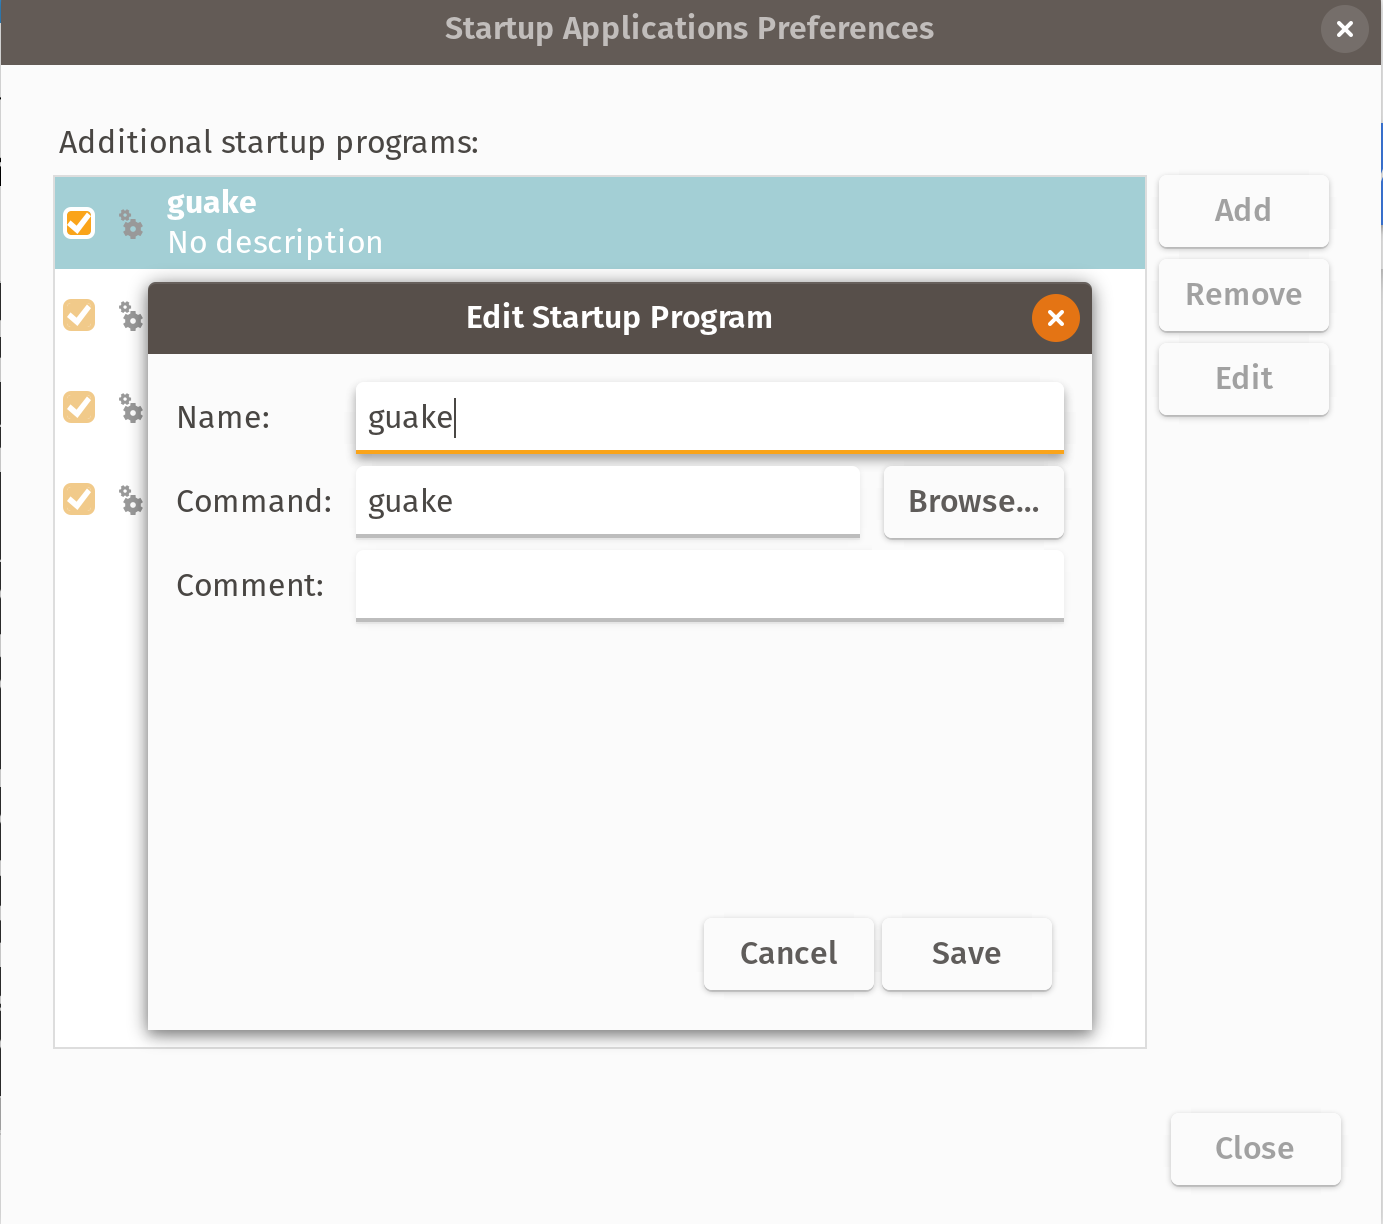 Startup Applications Preferences
Additional startup programs:
guake
No description
Add
Remove
Edit
Edit Startup Program
Name: guake
Command: guake Browse...
Comment:
Cancel Save
Close